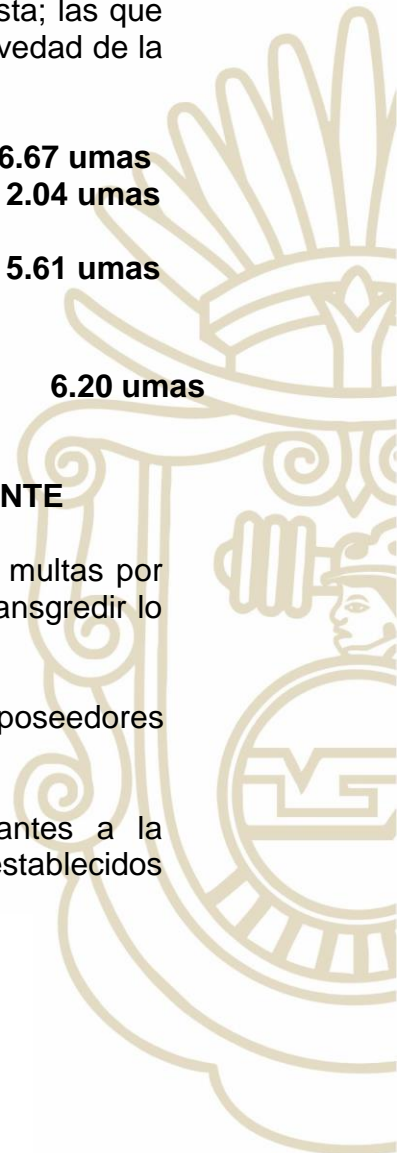 sta; las que
vedad de la
6.67 umas
2.04 umas
5.61 umas
6.20 umas
NTE
multas por
ansgredir lo
poseedores
antes a la
establecidos